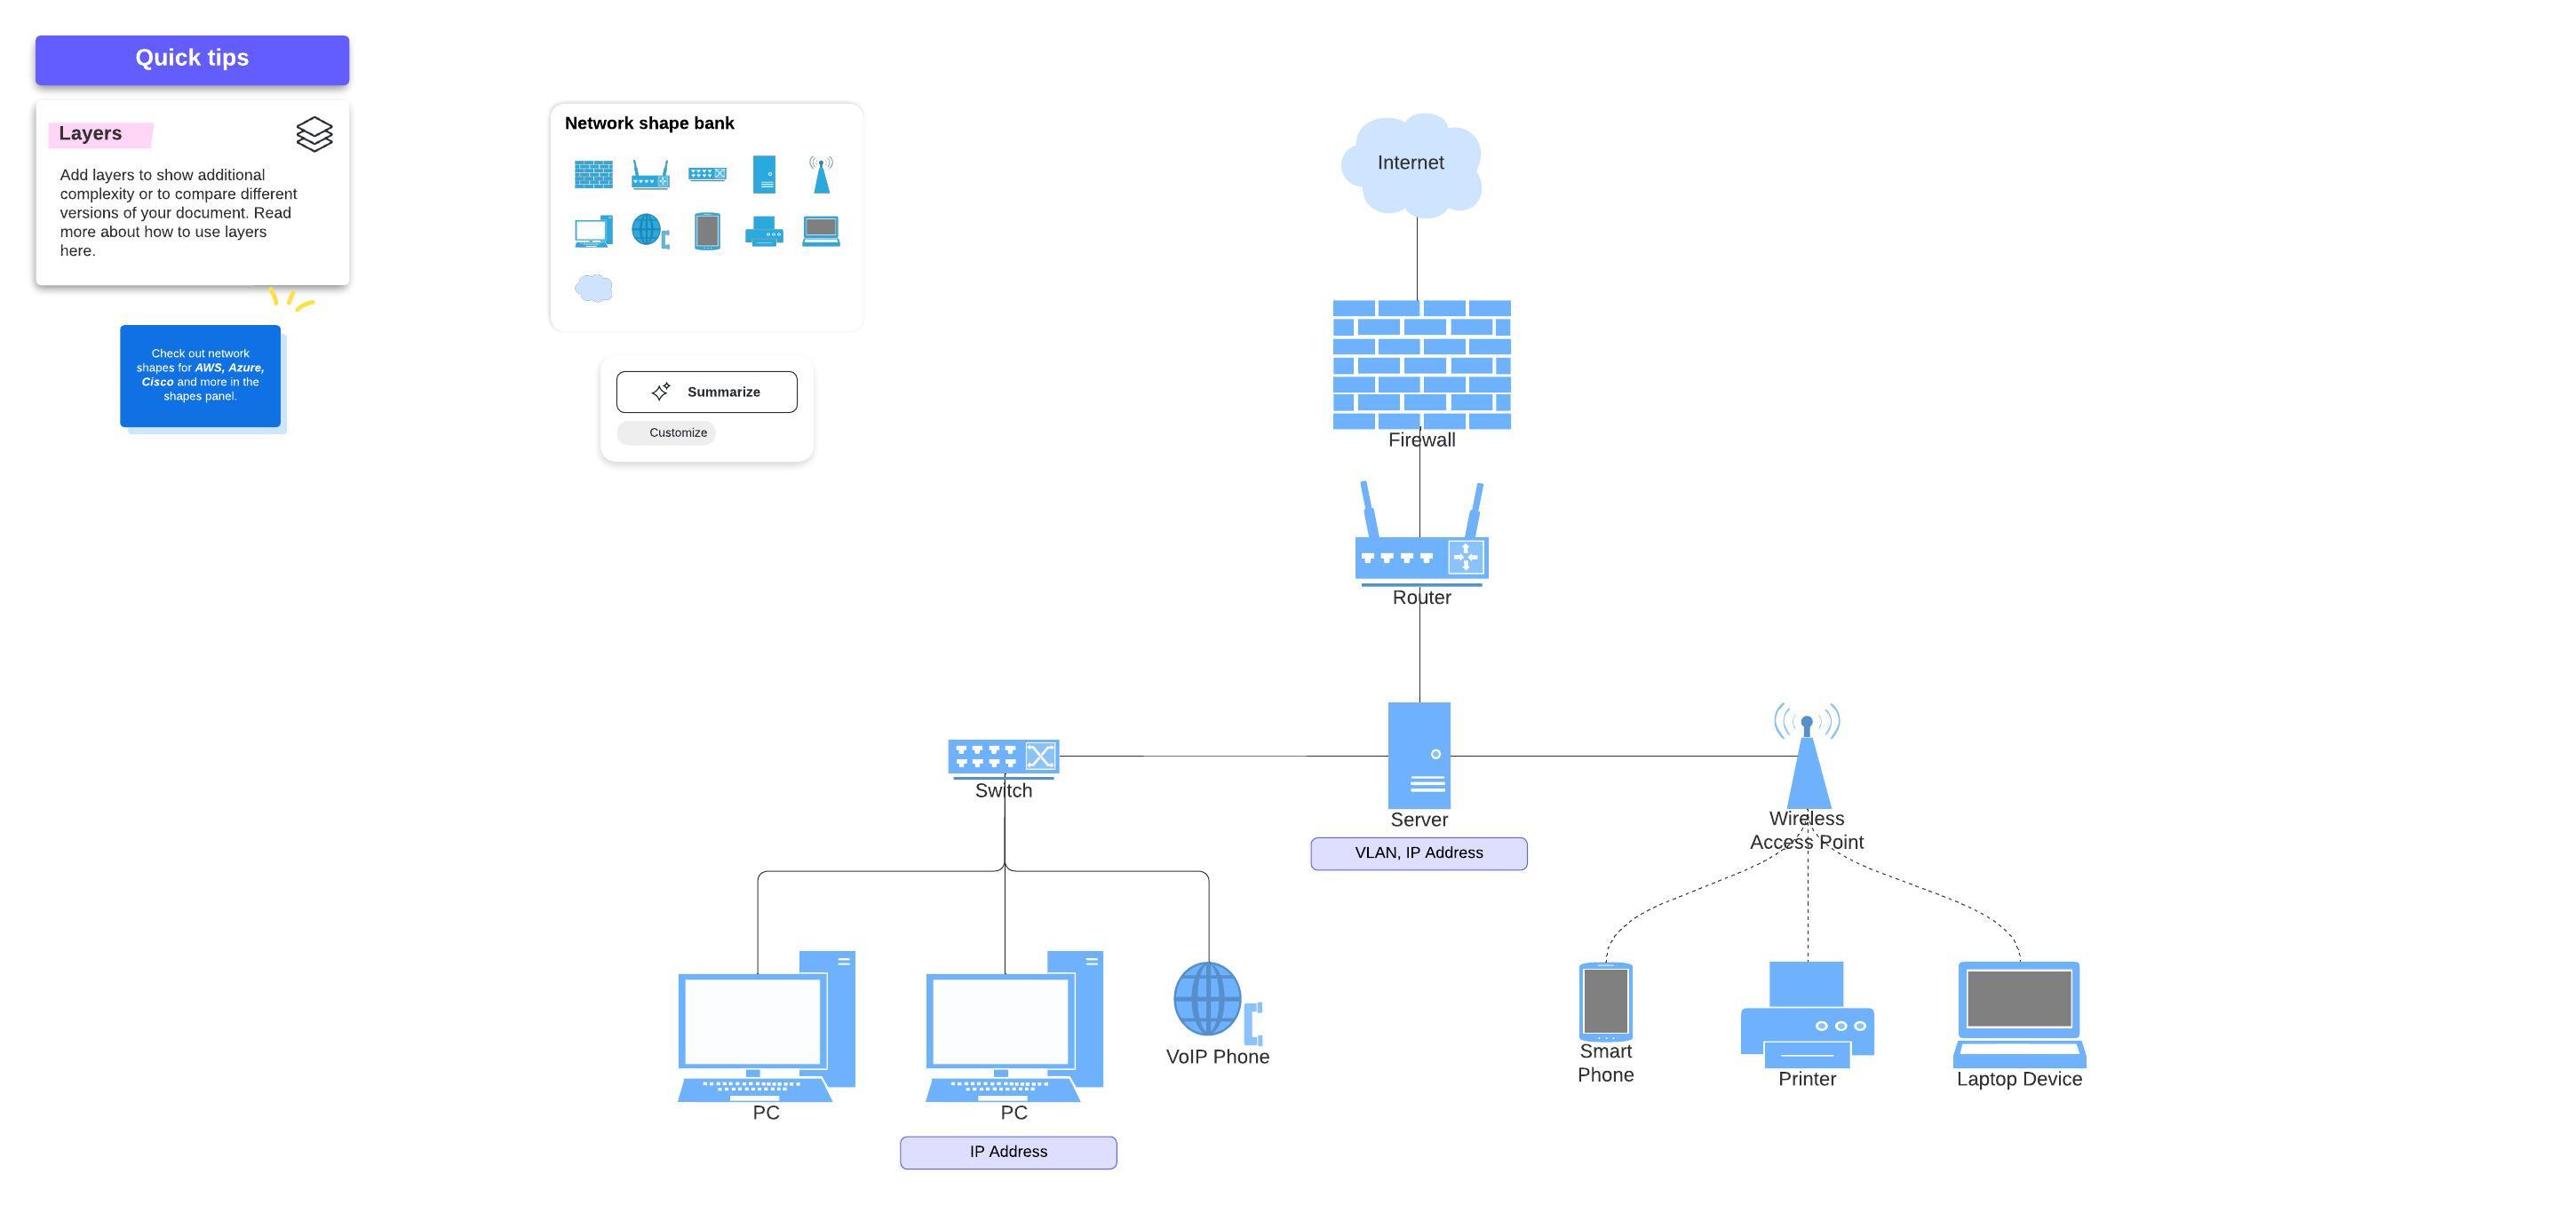 Quick tips
Layers
Add layers to show additional
complexity or to compare different
versions of your document. Read
more about how to use layers
here.
Check out network
shapes for AWS, Azure,
Cisco and more in the
shapes panel.
Network shape bank
Summarize
Customize
Internet
Firewall
Router
Switch
Server
VLAN, IP Address
Wireless
Access Point
PC
PC
IP Address
VoIP Phone
Smart
Phone
Printer
Laptop Device